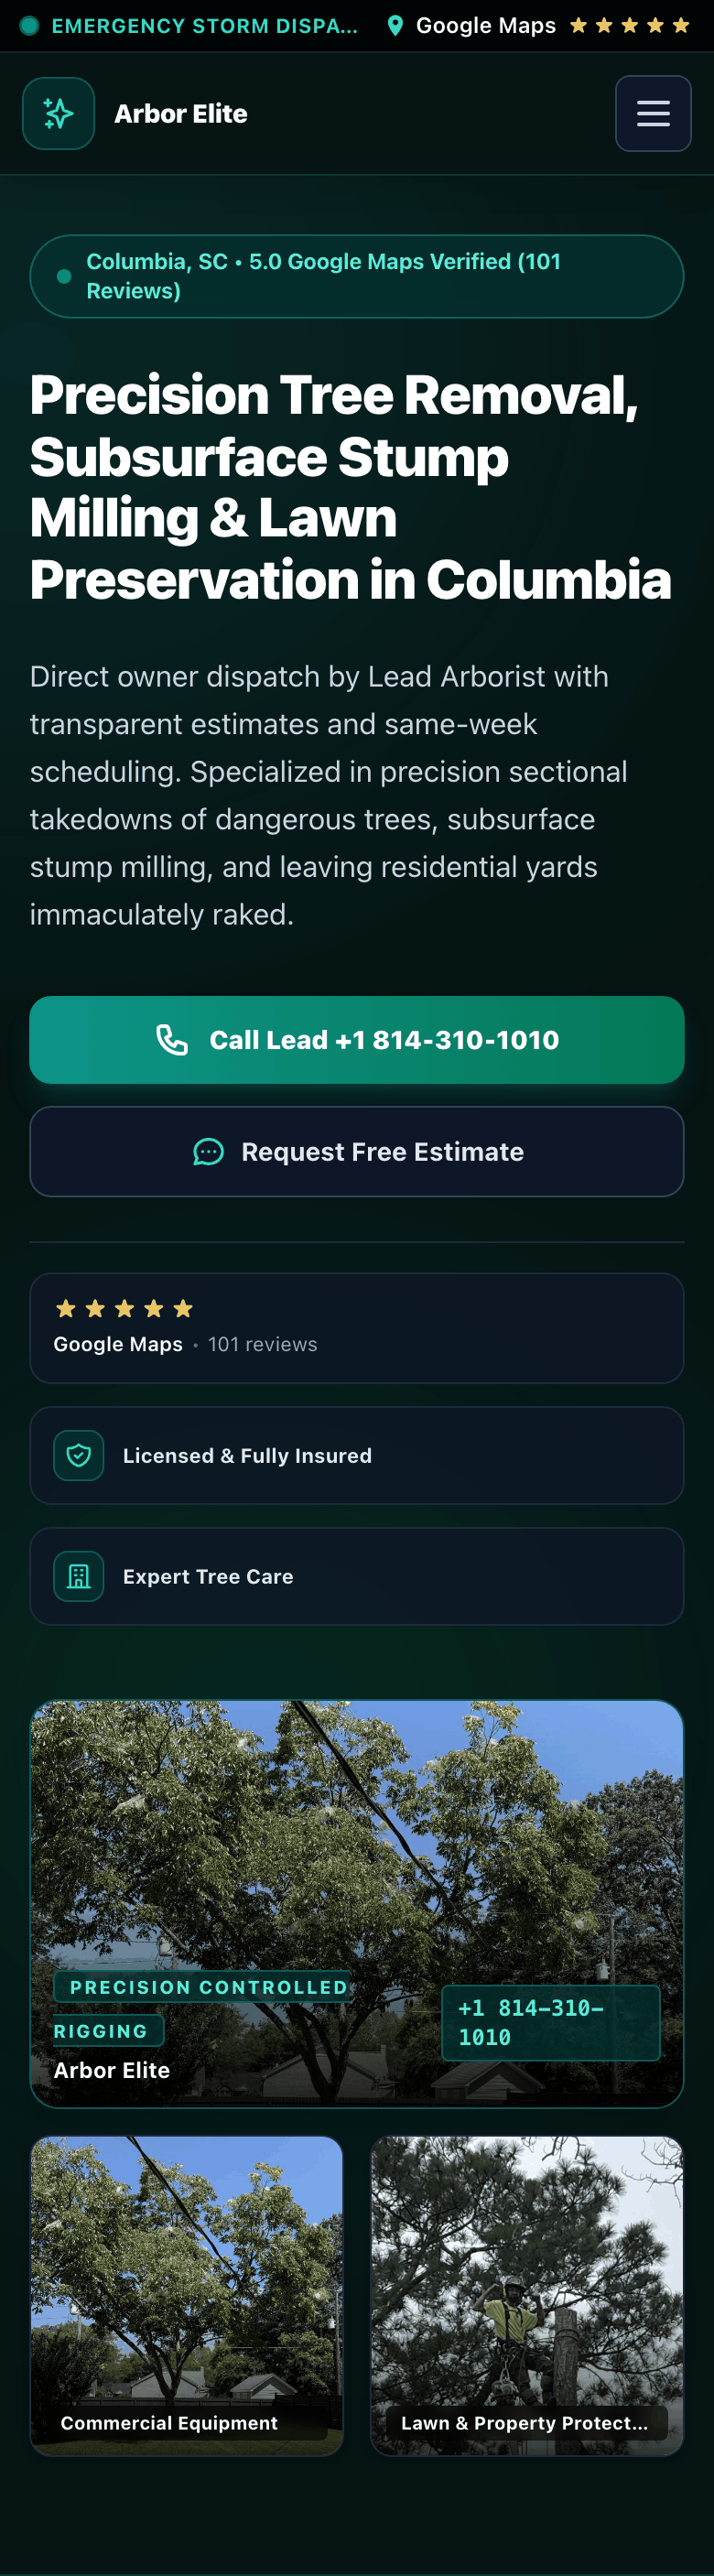 EMERGENCY STORM DISPA...
Google Maps
Arbor Elite
Columbia, SC • 5.0 Google Maps Verified (101
Reviews)
Precision Tree Removal,
Subsurface Stump
Milling & Lawn
Preservation in Columbia
Direct owner dispatch by Lead Arborist with
transparent estimates and same-week
scheduling. Specialized in precision sectional
takedowns of dangerous trees, subsurface
stump milling, and leaving residential yards
immaculately raked.
Call Lead +1 814-310-1010
Request Free Estimate
Google Maps • 101 reviews
Licensed & Fully Insured
Expert Tree Care
PRECISION CONTROLLED
RIGGING
Arbor Elite
+1 814-310-
1010
Commercial Equipment
Lawn & Property Protect...